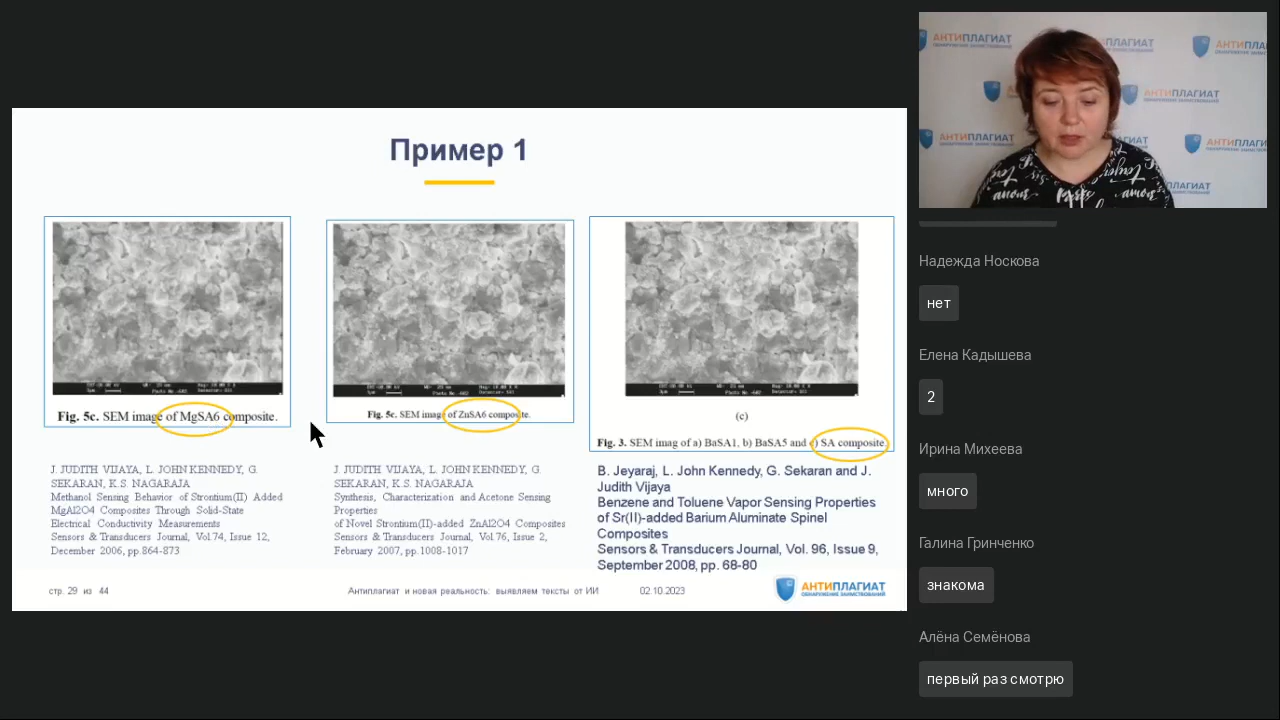 Пример 1
Fig. 5c. SEM image of MgSA6 composite.
Fig. 5c. SEM image of ZnSA6 composite.
(c)
Fig. 3. SEM imag of a) BaSA1, b) BaSA5 and c) SA composite.
J. JUDITH VIJAYA, L. JOHN KENNEDY, G.
SEKARAN, K.S. NAGARAJA
Methanol Sensing Behavior of Strontium(II) Added
MgAl2O4 Composites Through Solid-State
Electrical Conductivity Measurements
Sensors & Transducers Journal, Vol.74, Issue 12,
December 2006, pp.864-873
J. JUDITH VIJAYA, L. JOHN KENNEDY, G.
SEKARAN, K.S. NAGARAJA
Synthesis, Characterization and Acetone Sensing
Properties
of Novel Strontium(II)-added ZnAl2O4 Composites
Sensors & Transducers Journal, Vol.76, Issue 2,
February 2007, pp.1008-1017
B. Jeyaraj, L. John Kennedy, G. Sekaran and J.
Judith Vijaya
Benzene and Toluene Vapor Sensing Properties
of Sr(II)-added Barium Aluminate Spinel
Composites
Sensors & Transducers Journal, Vol. 96, Issue 9,
September 2008, pp. 68-80
стр. 29 из 44
Антиплагиат и новая реальность: выявляем тексты от ИИ
02.10.2023
АНТИПЛАГИАТ
ОБНАРУЖЕНИЕ ЗАИМСТВОВАНИЙ
Надежда Носкова
нет
Елена Кадышева
2
Ирина Михеева
много
Галина Гринченко
знакома
Алёна Семёнова
первый раз смотрю